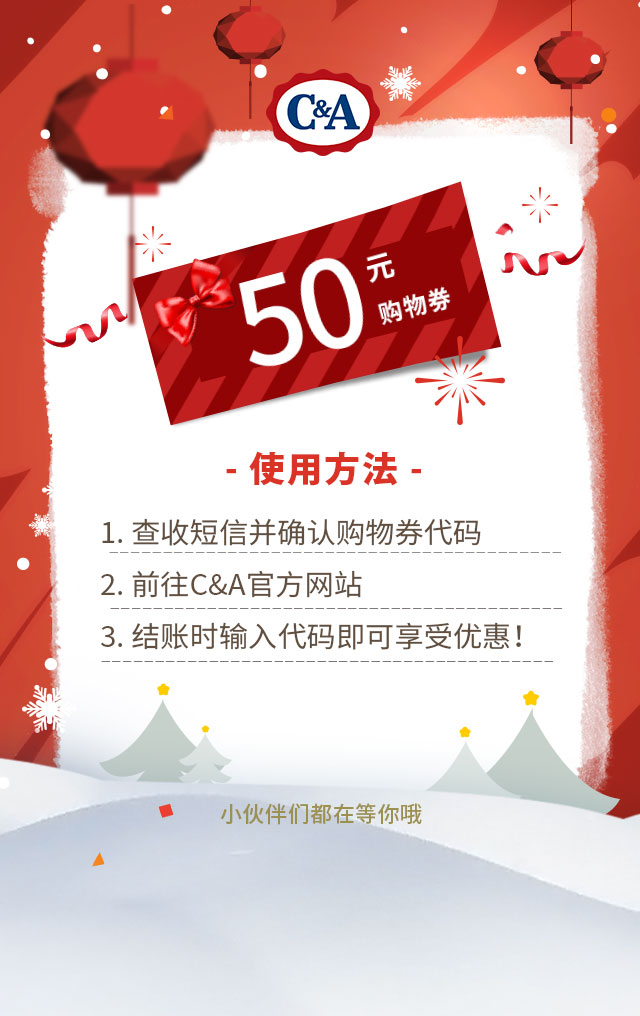 C&A
50元
购物券
- 使用方法 -
1. 查收短信并确认购物券代码
2. 前往C&A官方网站
3. 结账时输入代码即可享受优惠!
小伙伴们都在等你哦